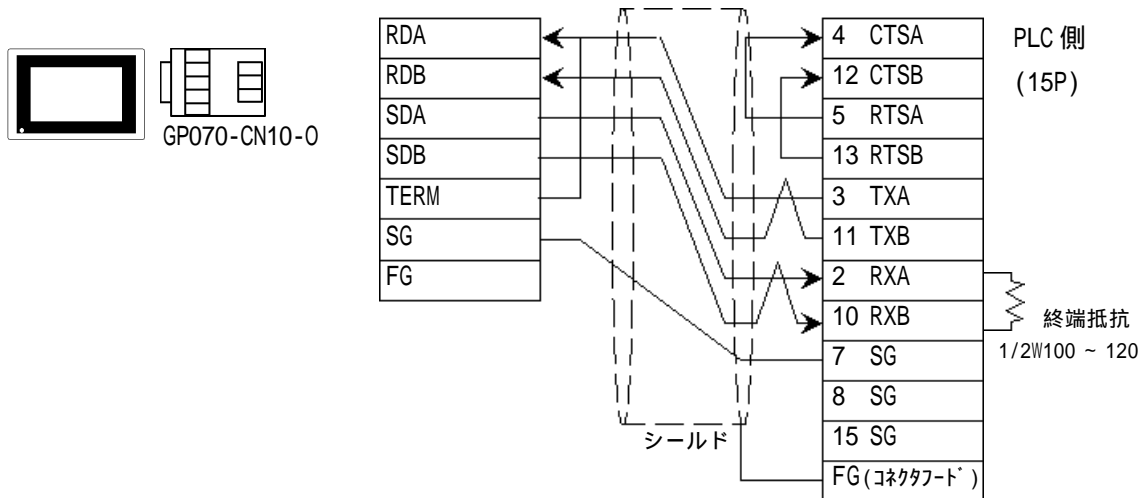 GP070-CN10-O
RDA
RDB
SDA
SDB
TERM
SG
FG
シールド
4 CTSA
12 CTSB
5 RTSA
13 RTSB
3 TXA
11 TXB
2 RXA
10 RXB
7 SG
8 SG
15 SG
FG(ｺﾈｸﾀﾌｰﾄﾞ)
PLC 側
(15P)
終端抵抗
1/2W100 ~ 120